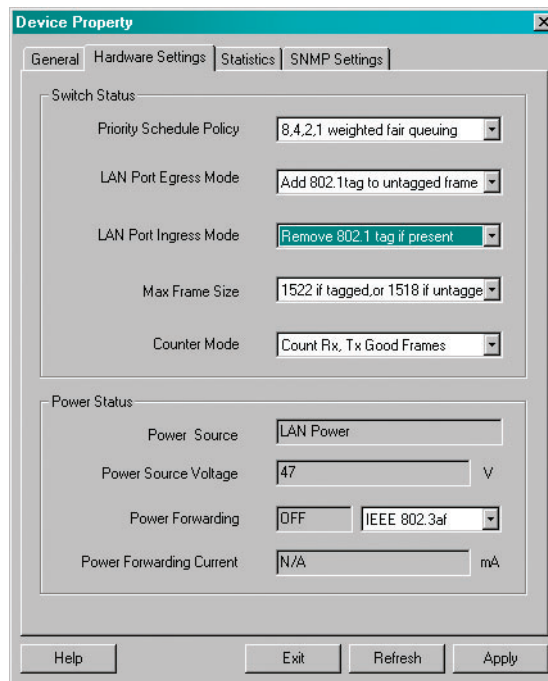 Device Property
General Hardware Settings Statistics SNMP Settings
Switch Status
Priority Schedule Policy 8,4,2,1 weighted fair queuing
LAN Port Egress Mode Add 802.1tag to untagged frame
LAN Port Ingress Mode Remove 802.1 tag if present
Max Frame Size 1522 if tagged,or 1518 if untagge
Counter Mode Count Rx, Tx Good Frames
Power Status
Power Source LAN Power
Power Source Voltage 47 V
Power Forwarding OFF IEEE 802.3af
Power Forwarding Current N/A mA
Help Exit Refresh Apply